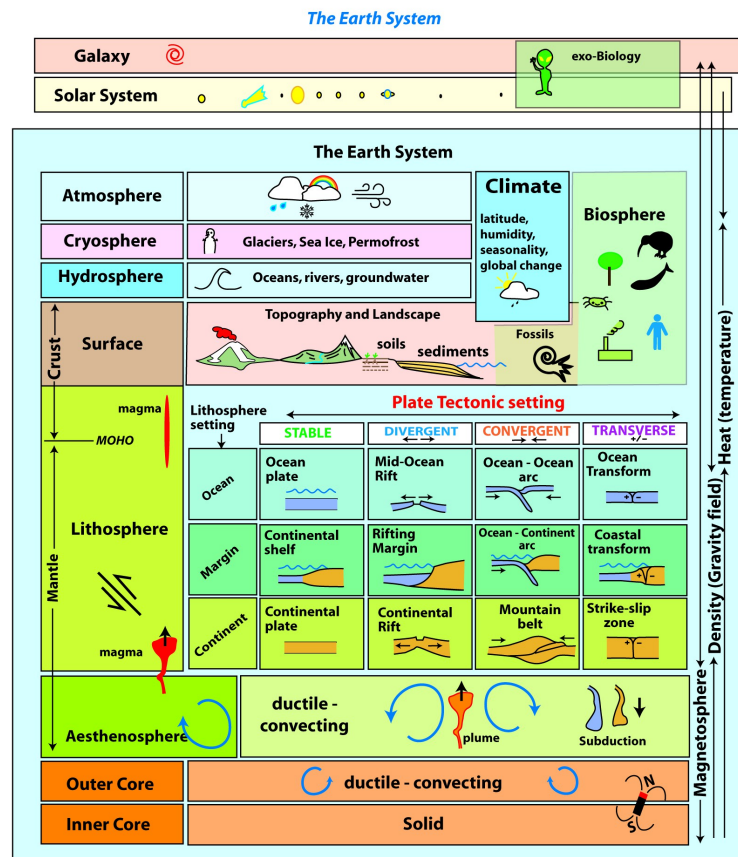 The Earth System
Galaxy
exo-Biology
Solar System
The Earth System
Atmosphere
Climate
latitude,
humidity,
seasonality,
global change
Biosphere
Cryosphere
Glaciers, Sea Ice, Permofrost
Hydrosphere
Oceans, rivers, groundwater
Crust
Surface
Topography and Landscape
soils
sediments
Fossils
magma
MOHO
Lithosphere
setting
Plate Tectonic setting
STABLE
DIVERGENT
CONVERGENT
TRANSVERSE
+/-
Ocean
Ocean
plate
Mid-Ocean
Rift
Ocean - Ocean
arc
Ocean
Transform
+ -
Mantle
Lithosphere
Margin
Continental
shelf
Rifting
Margin
Ocean - Continent
arc
Coastal
transform
+ -
magma
Continent
Continental
plate
Continental
Rift
Mountain
belt
Strike-slip
zone
+ -
Aesthenosphere
ductile -
convecting
plume
Subduction
Outer Core
ductile - convecting
N
S
Inner Core
Solid
Magnetosphere
Density (Gravity field)
Heat (temperature)